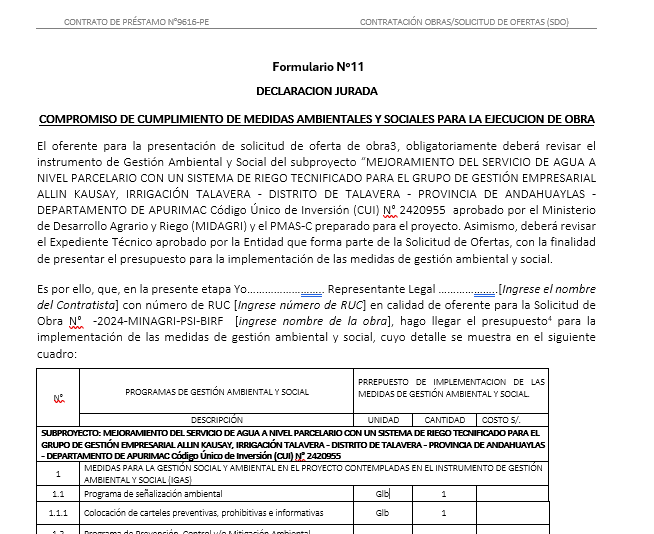 CONTRATO DE PRÉSTAMO N°9616-PE CONTRATACIÓN OBRAS/SOLICITUD DE OFERTAS (SDO)
Formulario Nº11
DECLARACION JURADA
COMPROMISO DE CUMPLIMIENTO DE MEDIDAS AMBIENTALES Y SOCIALES PARA LA EJECUCION DE OBRA
El oferente para la presentación de solicitud de oferta de obra3, obligatoriamente deberá revisar el
instrumento de Gestión Ambiental y Social del subproyecto “MEJORAMIENTO DEL SERVICIO DE AGUA A
NIVEL PARCELARIO CON UN SISTEMA DE RIEGO TECNIFICADO PARA EL GRUPO DE GESTIÓN EMPRESARIAL
ALLIN KAUSAY, IRRIGACIÓN TALAVERA - DISTRITO DE TALAVERA - PROVINCIA DE ANDAHUAYLAS -
DEPARTAMENTO DE APURIMAC Código Único de Inversión (CUI) Nº 2420955 aprobado por el Ministerio
de Desarrollo Agrario y Riego (MIDAGRI) y el PMAS-C preparado para el proyecto. Asimismo, deberá revisar
el Expediente Técnico aprobado por la Entidad que forma parte de la Solicitud de Ofertas, con la finalidad
de presentar el presupuesto para la implementación de las medidas de gestión ambiental y social.
Es por ello, que, en la presente etapa Yo........................ Representante Legal ..................[Ingrese el nombre
del Contratista] con número de RUC [Ingrese número de RUC] en calidad de oferente para la Solicitud de
Obra Nº -2024-MINAGRI-PSI-BIRF [ingrese nombre de la obra], hago llegar el presupuesto⁴ para la
implementación de las medidas de gestión ambiental y social, cuyo detalle se muestra en el siguiente
cuadro:
Nº PROGRAMAS DE GESTIÓN AMBIENTAL Y SOCIAL PRREPUESTO DE IMPLEMENTACION DE LAS
MEDIDAS DE GESTIÓN AMBIENTAL Y SOCIAL.
DESCRIPCIÓN UNIDAD CANTIDAD COSTO S/.
SUBPROYECTO: MEJORAMIENTO DEL SERVICIO DE AGUA A NIVEL PARCELARIO CON UN SISTEMA DE RIEGO TECNIFICADO PARA EL
GRUPO DE GESTIÓN EMPRESARIAL ALLIN KAUSAY, IRRIGACIÓN TALAVERA - DISTRITO DE TALAVERA - PROVINCIA DE ANDAHUAYLAS
- DEPARTAMENTO DE APURIMAC Código Único de Inversión (CUI) Nº 2420955
1 MEDIDAS PARA LA GESTIÓN SOCIAL Y AMBIENTAL EN EL PROYECTO CONTEMPLADAS EN EL INSTRUMENTO DE GESTIÓN
AMBIENTAL Y SOCIAL (IGAS)
1.1 Programa de señalización ambiental Glb 1
1.1.1 Colocación de carteles preventivas, prohibitivas e informativas Glb 1
1.2 Programa de Prevención, Control y/o Mitigación Ambiental